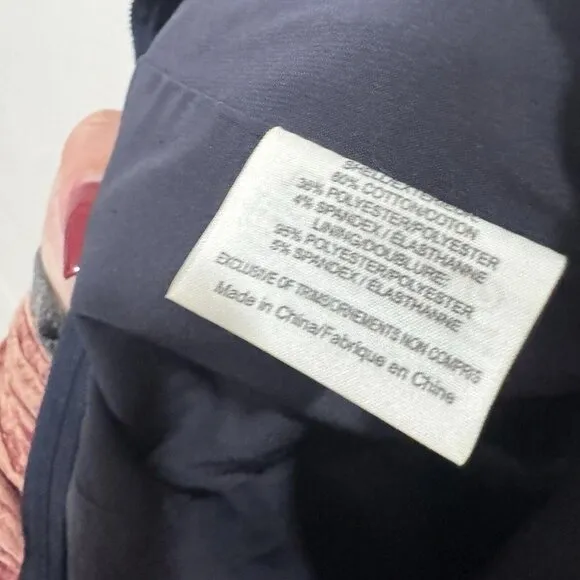 60% COTTON/COTON
36% POLYESTER/POLYESTER
4% SPANDEX / ÉLASTHANNE
LINING/DOUBLURE:
95% POLYESTER/POLYESTER
5% SPANDEX / ÉLASTHANNE
EXCLUSIVE OF TRIMS/ORNEMENTS NON COMPRIS
Made in China/Fabriqué en Chine